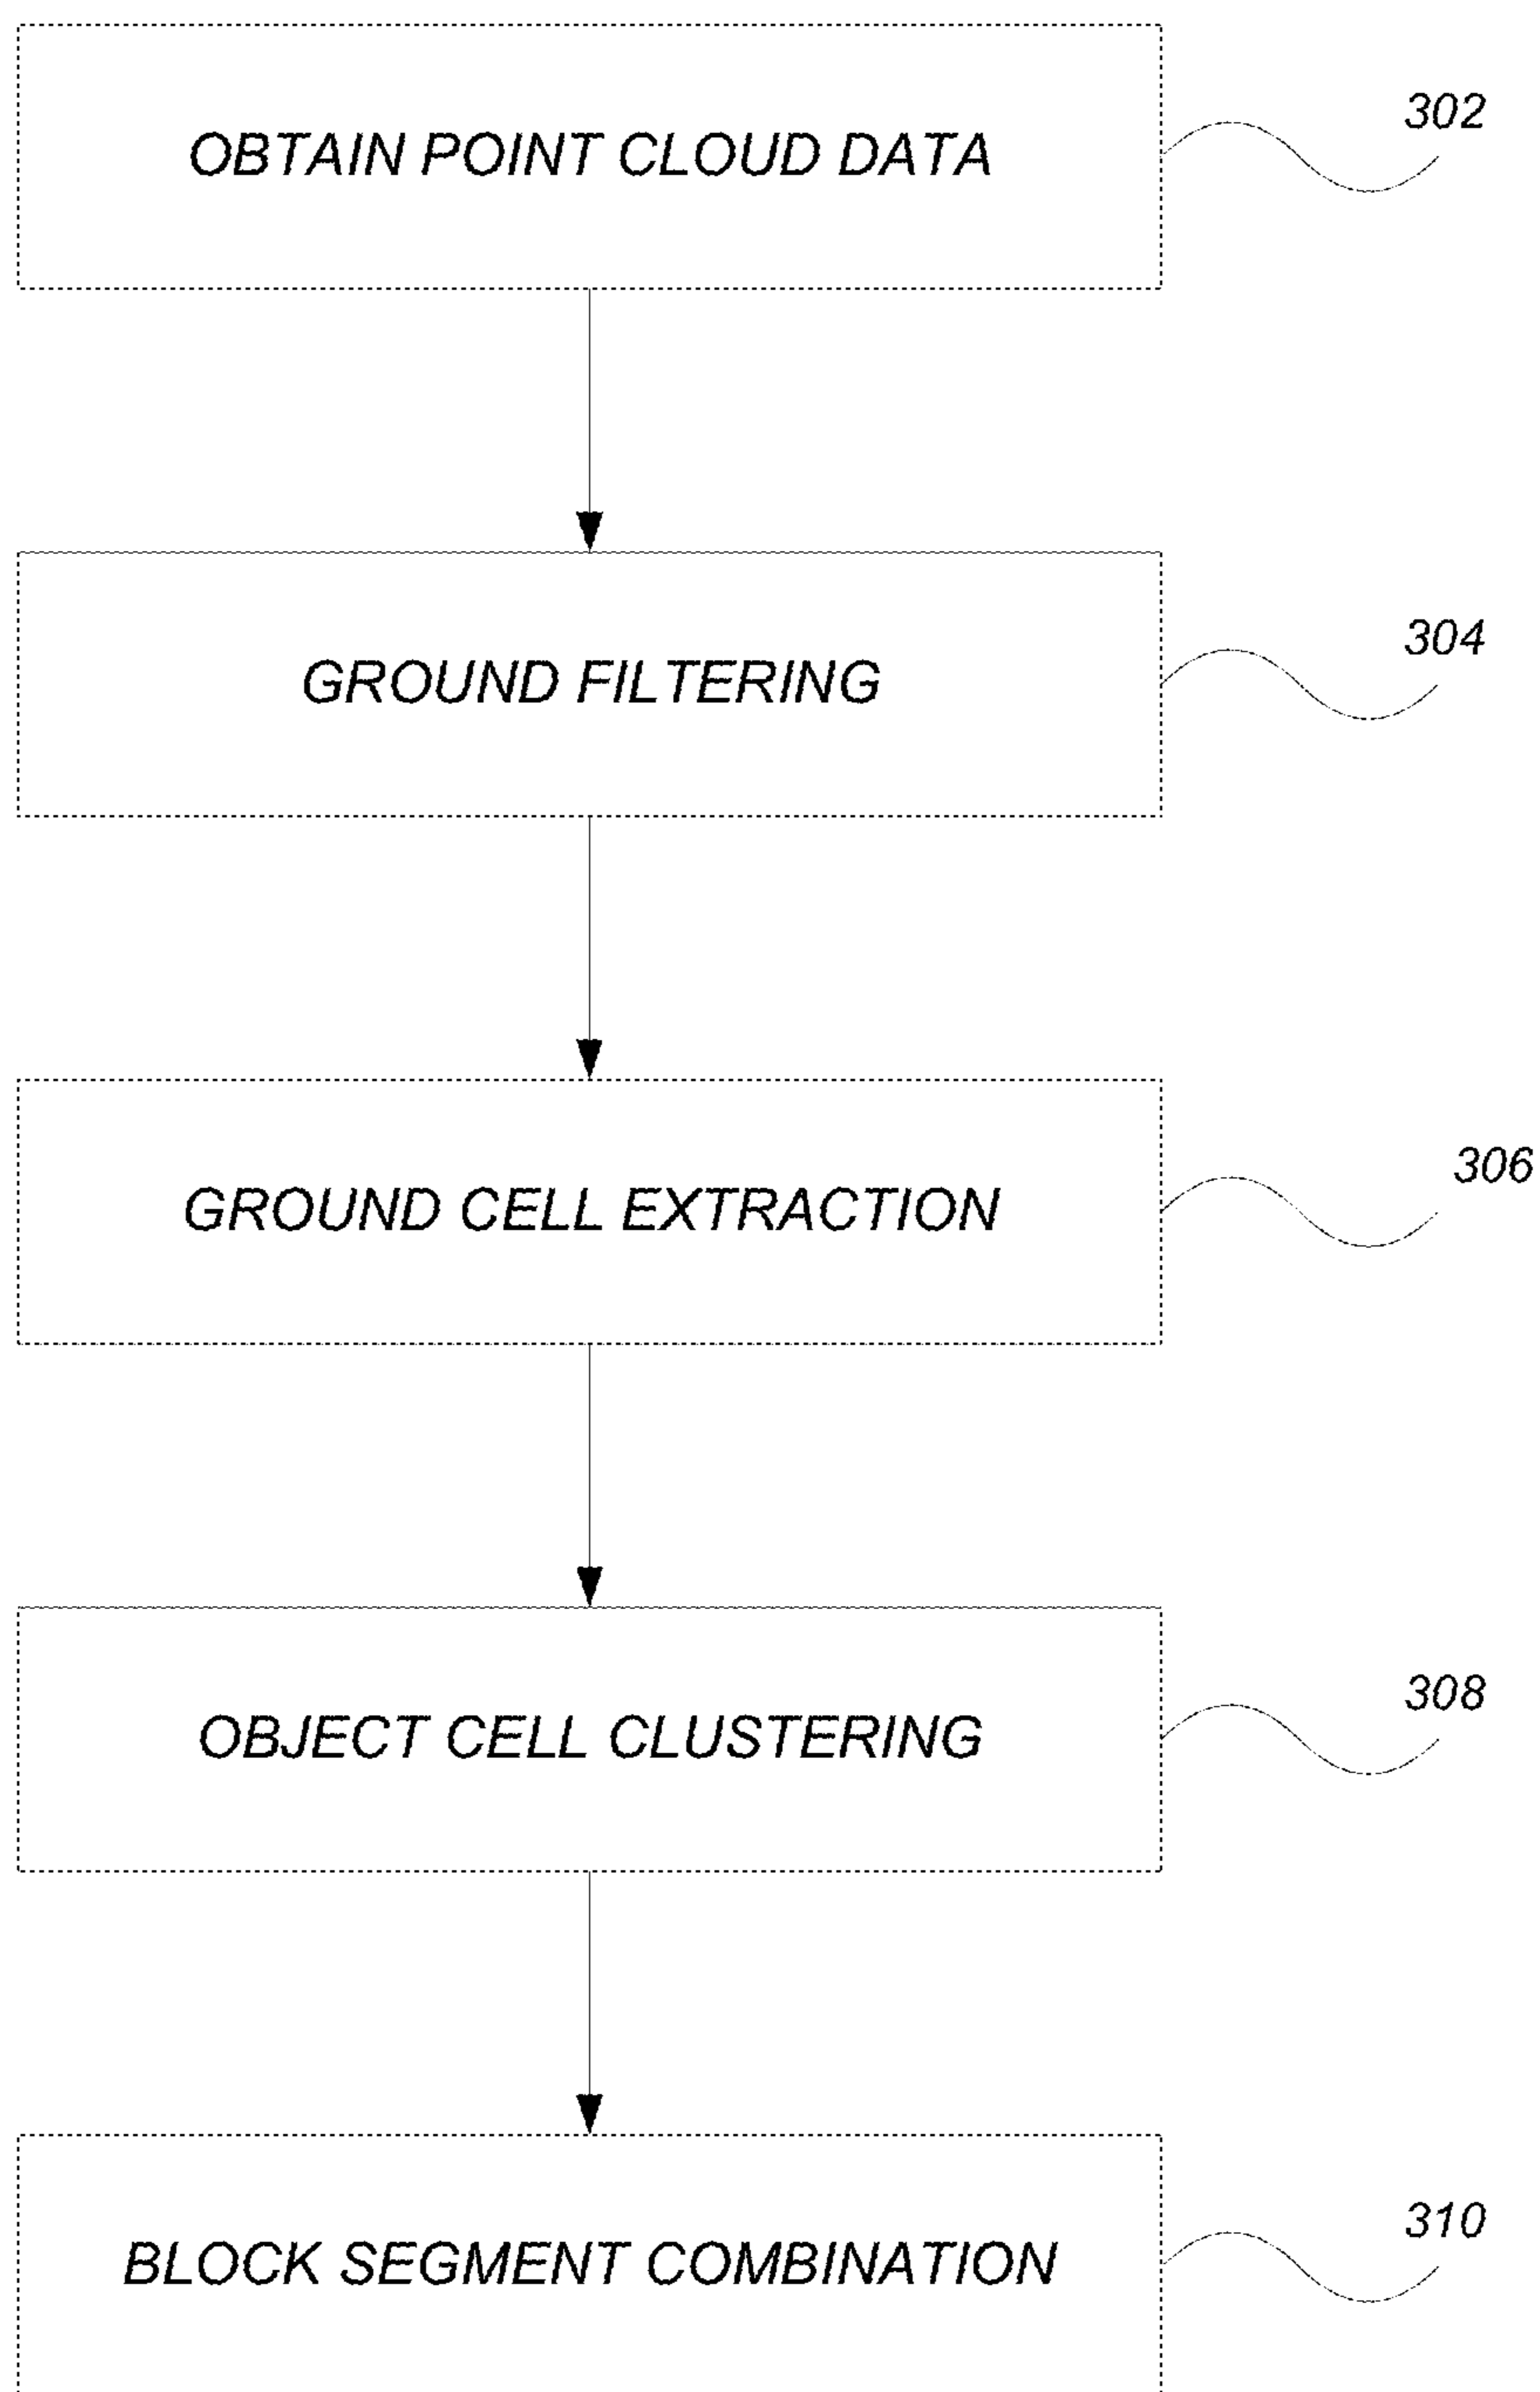 OBTAIN POINT CLOUD DATA
302
GROUND FILTERING
304
GROUND CELL EXTRACTION
306
OBJECT CELL CLUSTERING
308
BLOCK SEGMENT COMBINATION
310